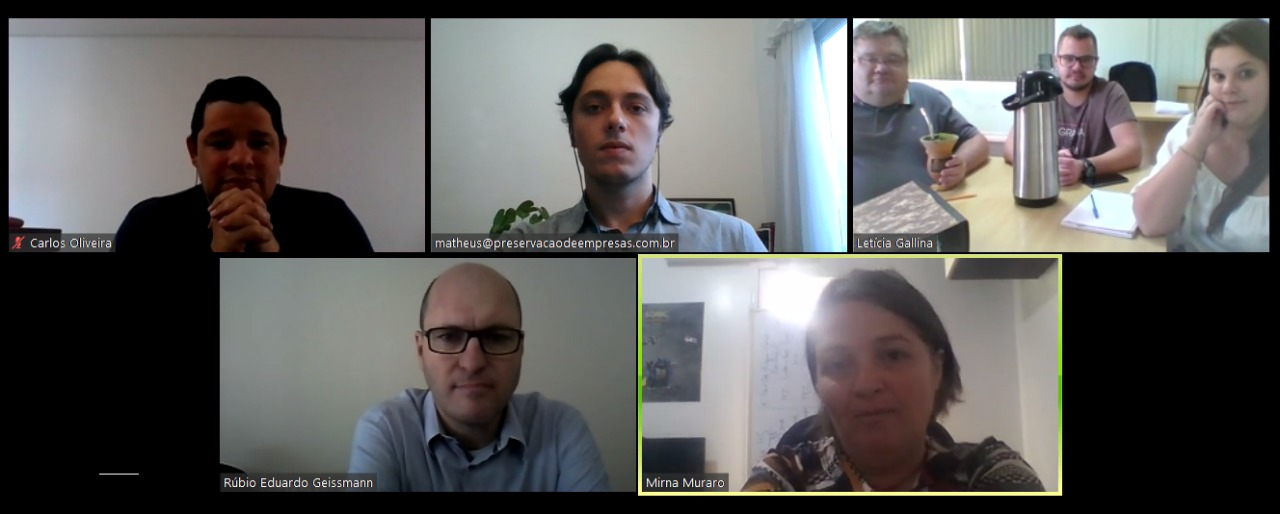 Carlos Oliveira
matheus@preservacaodeempresas.com.br
Letícia Gallina
Rúbio Eduardo Geissmann
Mirna Muraro